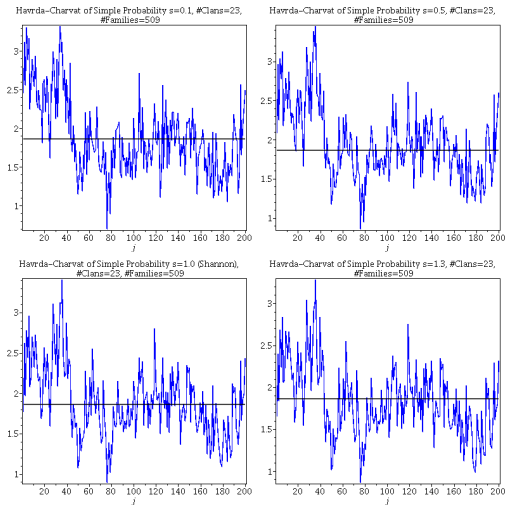 Havrda–Charvat of Simple Probability s=0.1, #Clans=23,
#Families=509
3
2.5
2
1.5
1
20 40 60 80 100 120 140 160 180 200
j
Havrda–Charvat of Simple Probability s=0.5, #Clans=23,
#Families=509
3
2.5
2
1.5
1
20 40 60 80 100 120 140 160 180 200
j
Havrda–Charvat of Simple Probability s=1.0 (Shannon),
#Clans=23, #Families=509
3
2.5
2
1.5
1
20 40 60 80 100 120 140 160 180 200
j
Havrda–Charvat of Simple Probability s=1.3, #Clans=23,
#Families=509
3
2.5
2
1.5
1
20 40 60 80 100 120 140 160 180 200
j